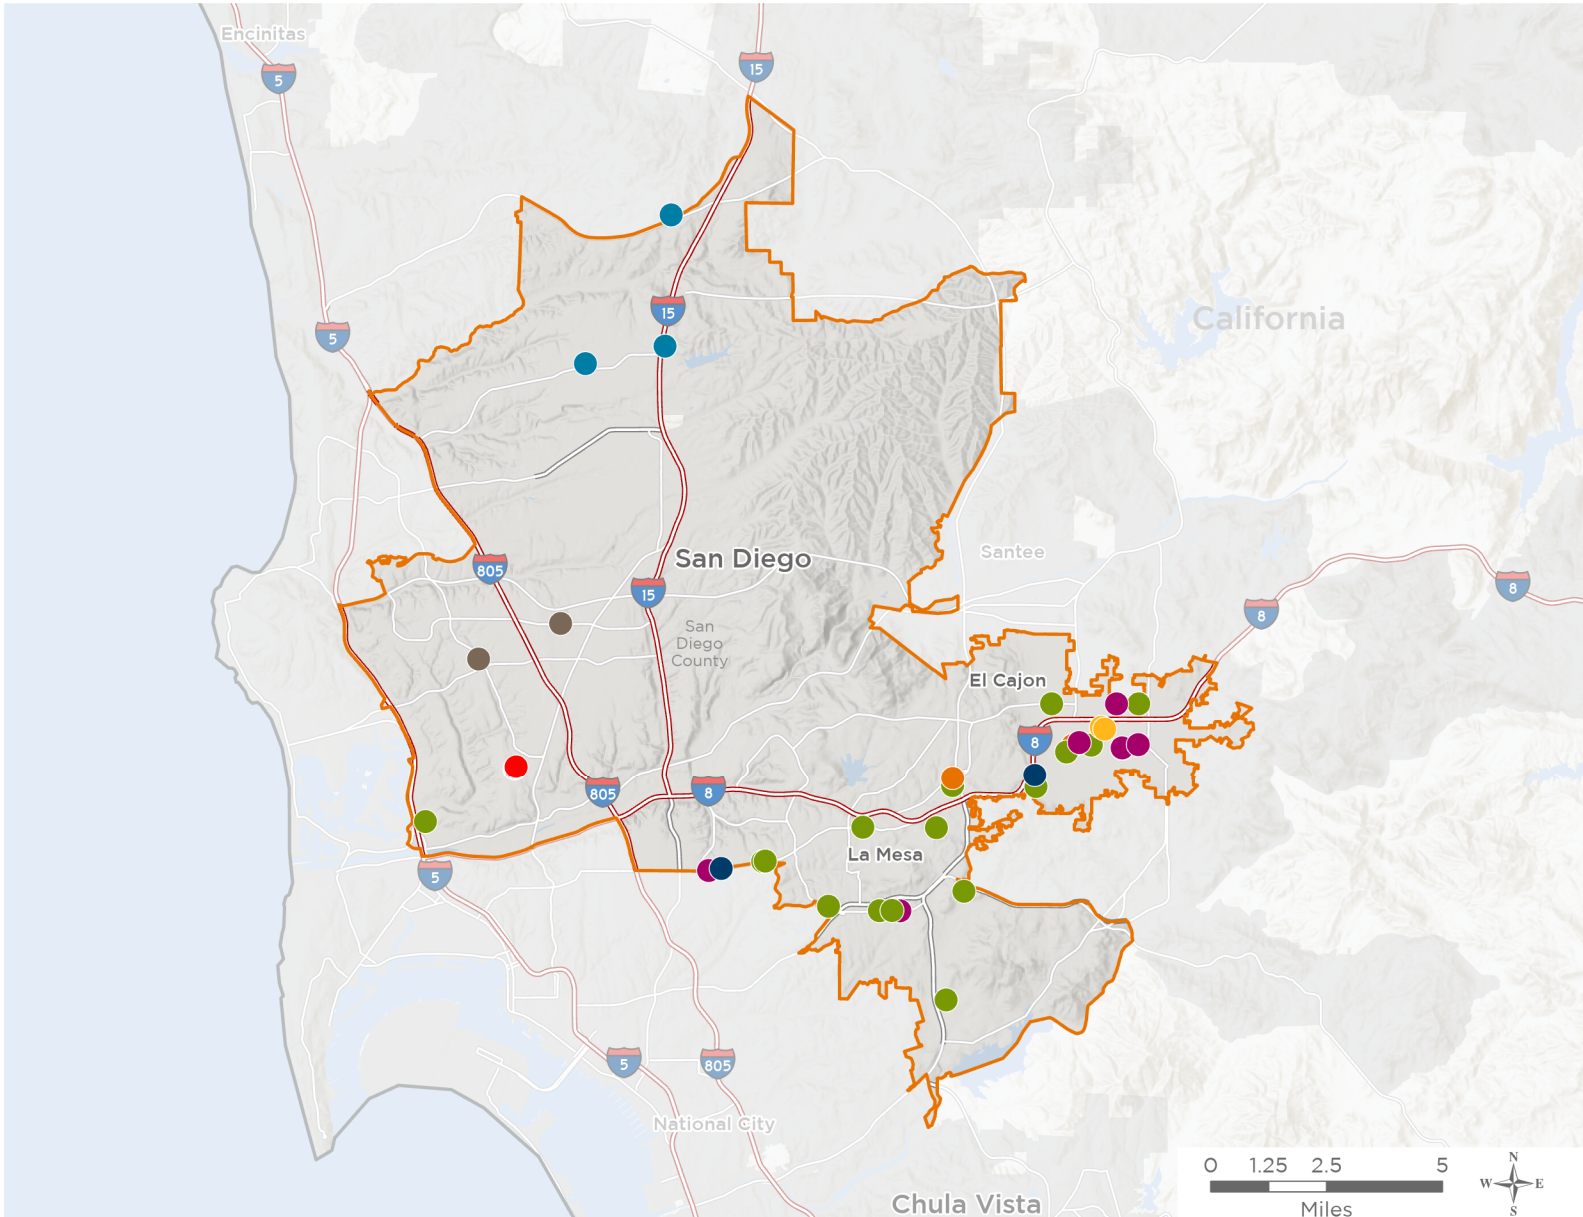 Encinitas
5
15
15
California
5
San Diego
Santee
805
15
8
8
San
Diego
County
El Cajon
8
805
8
La Mesa
5
5
805
National City
Chula Vista
0 1.25 2.5 5
Miles
N
W E
S